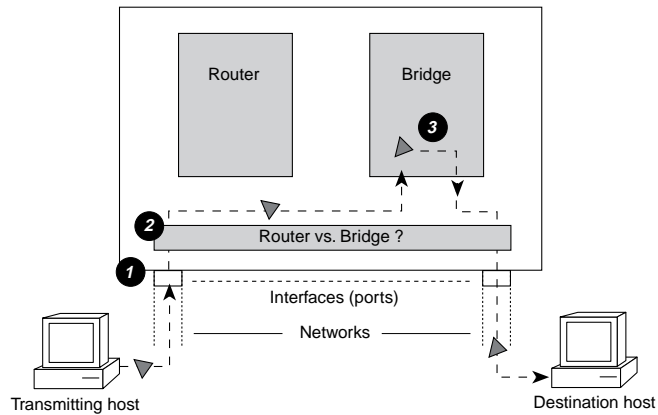 Router
Bridge
3
2
Router vs. Bridge ?
1
Interfaces (ports)
Networks
Transmitting host
Destination host